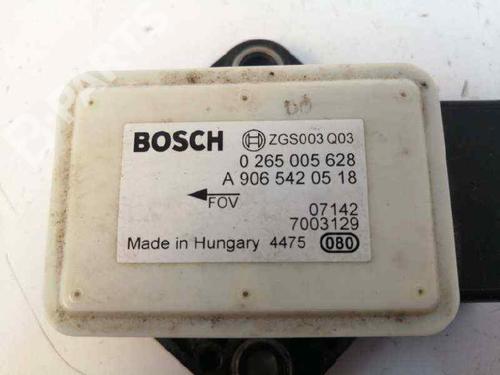 BOSCH ZGS003 Q03
0 265 005 628
A 906 542 05 18
FOV
07142
7003129
Made in Hungary 4475 080